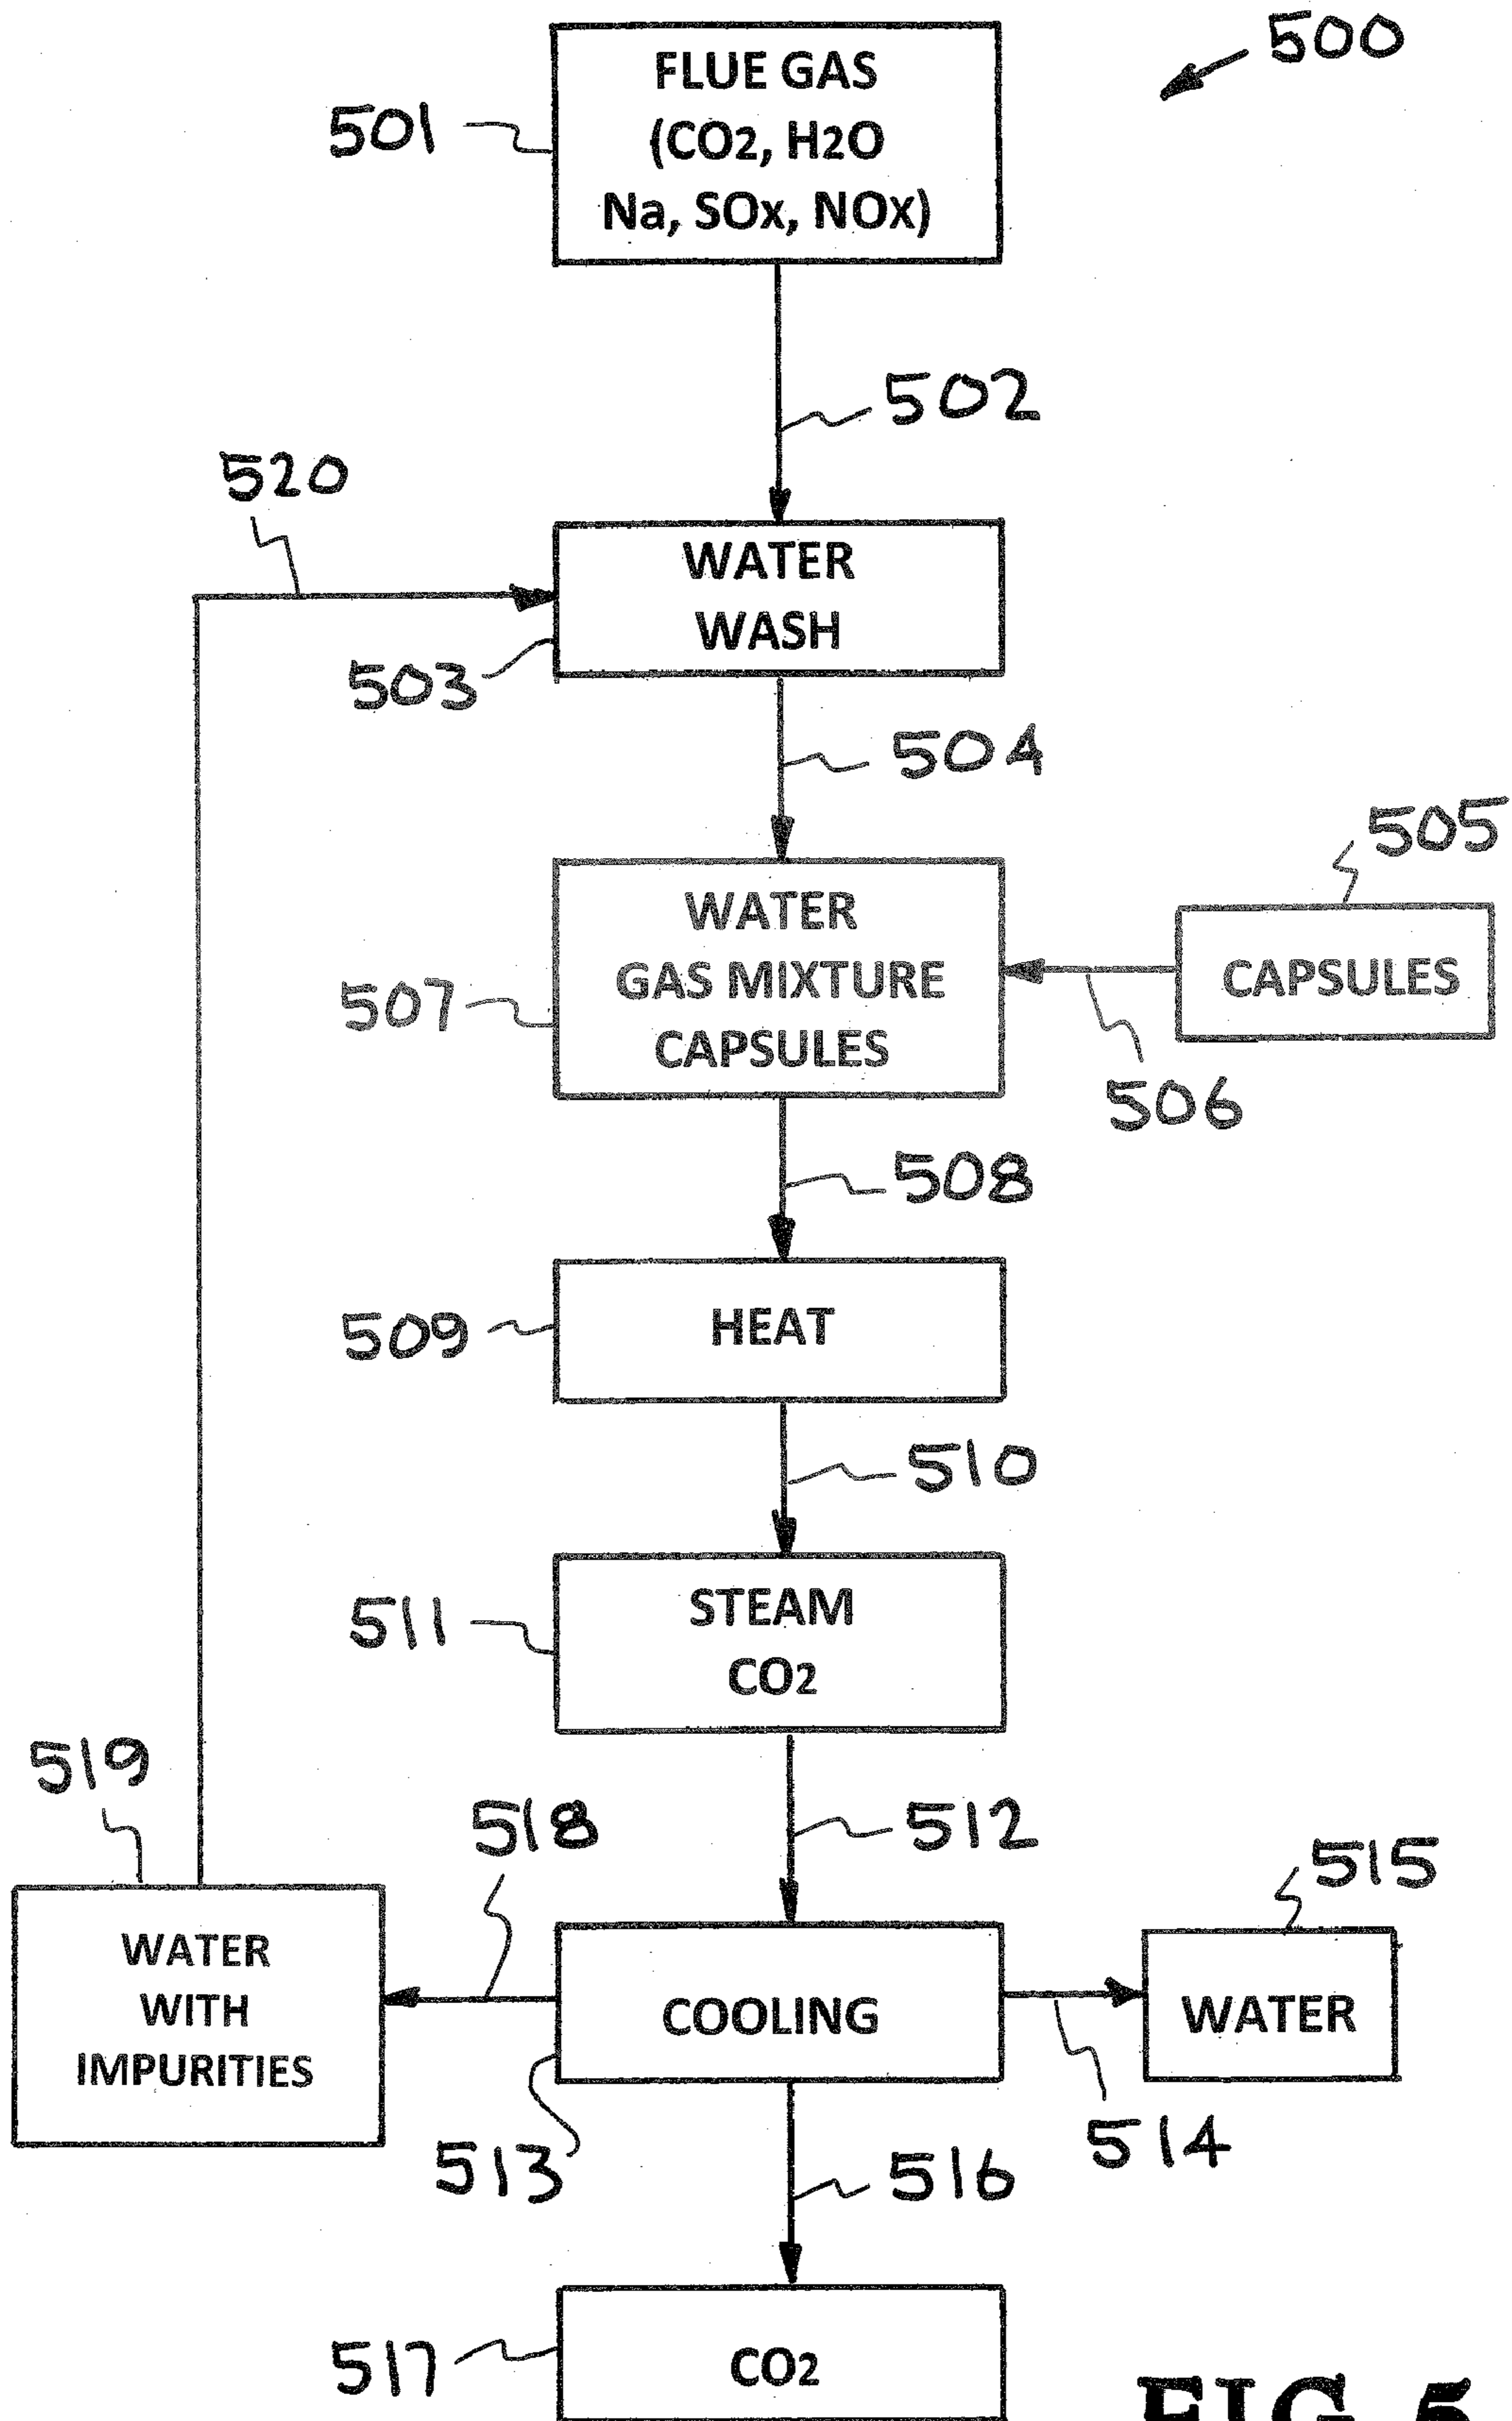 500
FLUE GAS
501
(CO2, H2O
Na, SOx, NOx)
502
520
WATER
WASH
503
504
505
WATER
GAS MIXTURE
CAPSULES
507
CAPSULES
506
508
HEAT
509
510
STEAM
511
CO2
519
518
512
515
WATER
WITH
IMPURITIES
COOLING
WATER
513
514
516
517
CO2
FIG. 5